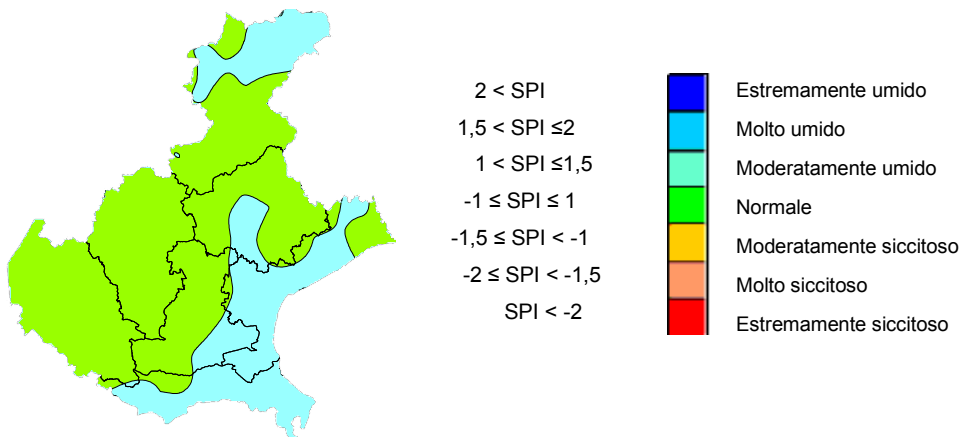 2 < SPI Estremamente umido
1,5 < SPI ≤2 Molto umido
1 < SPI ≤1,5 Moderatamente umido
-1 ≤ SPI ≤ 1 Normale
-1,5 ≤ SPI < -1 Moderatamente siccitoso
-2 ≤ SPI < -1,5 Molto siccitoso
SPI < -2 Estremamente siccitoso